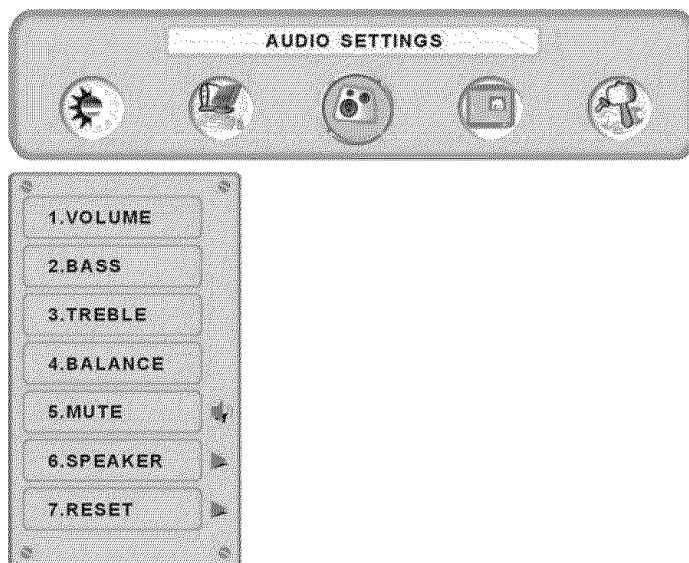 AUDIO SETTINGS
1.VOLUME
2.BASS
3.TREBLE
4.BALANCE
5.MUTE
6.SPEAKER
7.RESET